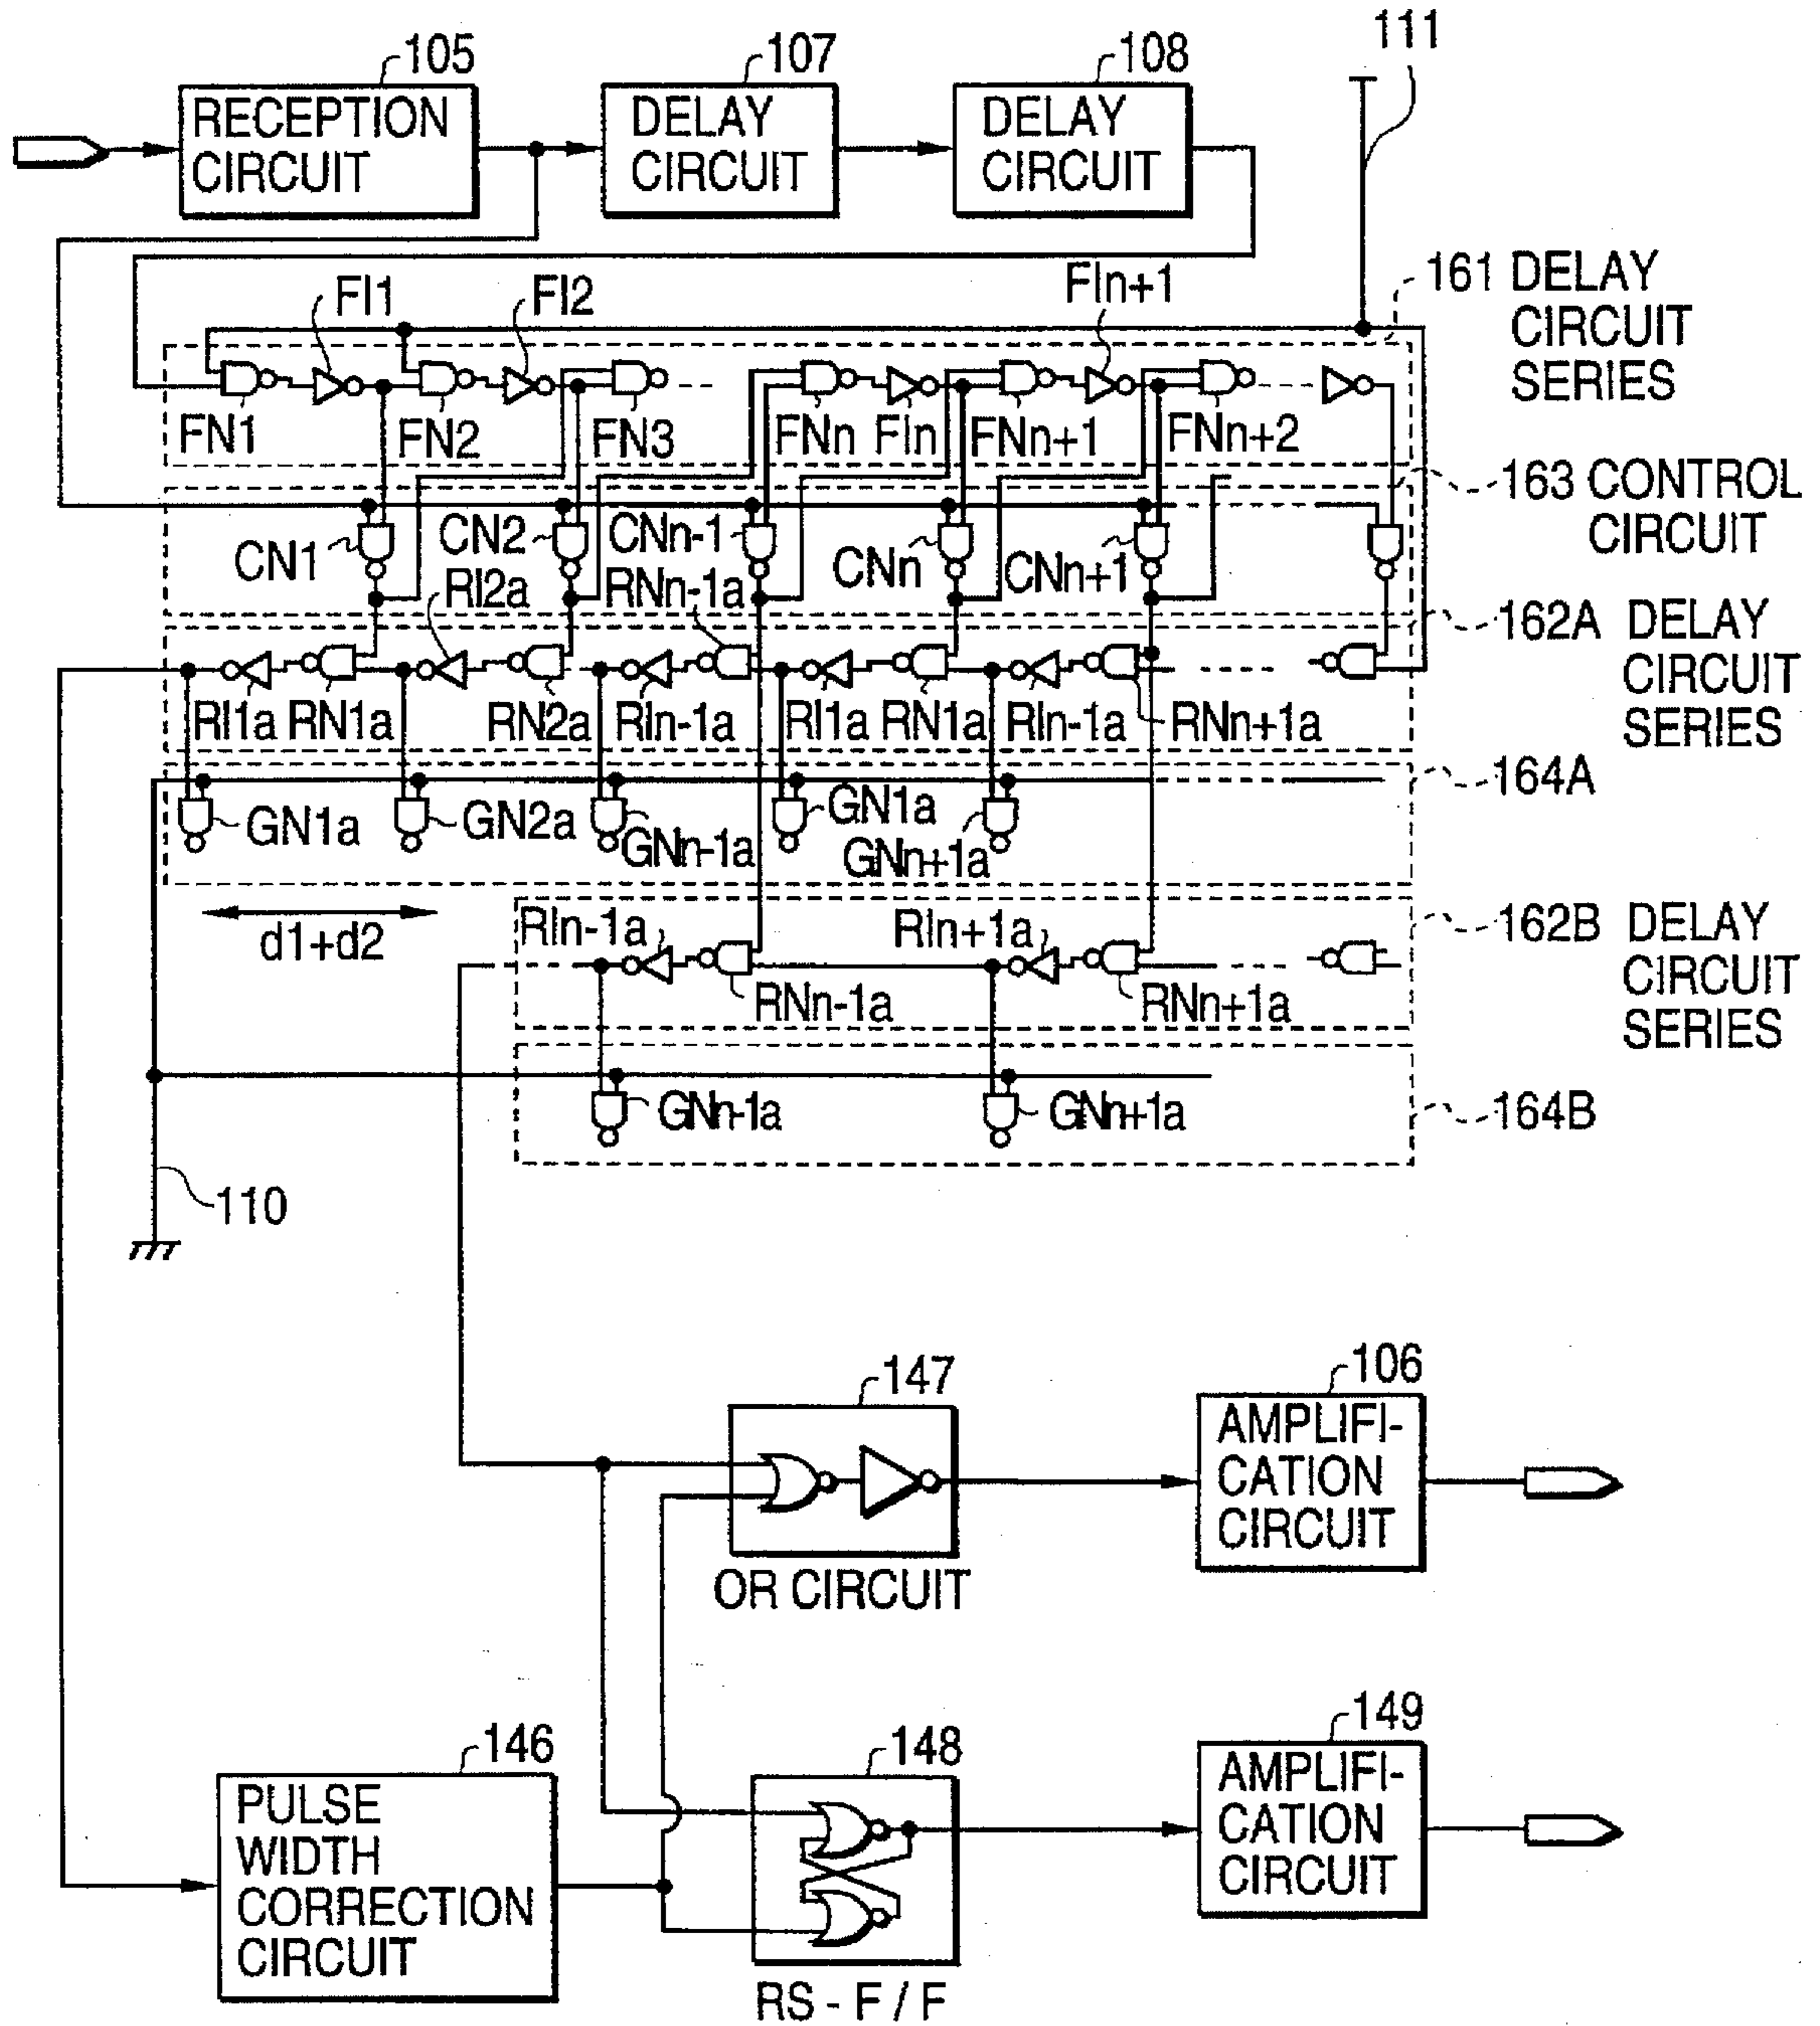 105
107
108
111
RECEPTION
CIRCUIT
DELAY
CIRCUIT
DELAY
CIRCUIT
161 DELAY
CIRCUIT
SERIES
FI1
FI2
FIn+1
FN1
FN2
FN3
FNn
FIn
FNn+1
FNn+2
163 CONTROL
CIRCUIT
CN1
CN2
CNn-1
CNn
CNn+1
RI2a
RNn-1a
162A DELAY
CIRCUIT
SERIES
RI1a
RN1a
RN2a
RIn-1a
RI1a
RN1a
RIn-1a
RNn+1a
164A
GN1a
GN2a
GNn-1a
GN1a
GNn+1a
d1+d2
162B DELAY
CIRCUIT
SERIES
RIn-1a
RIn+1a
RNn-1a
RNn+1a
GNn-1a
GNn+1a
164B
110
147
106
AMPLIFI-
CATION
CIRCUIT
OR CIRCUIT
146
148
149
PULSE
WIDTH
CORRECTION
CIRCUIT
AMPLIFI-
CATION
CIRCUIT
RS - F / F